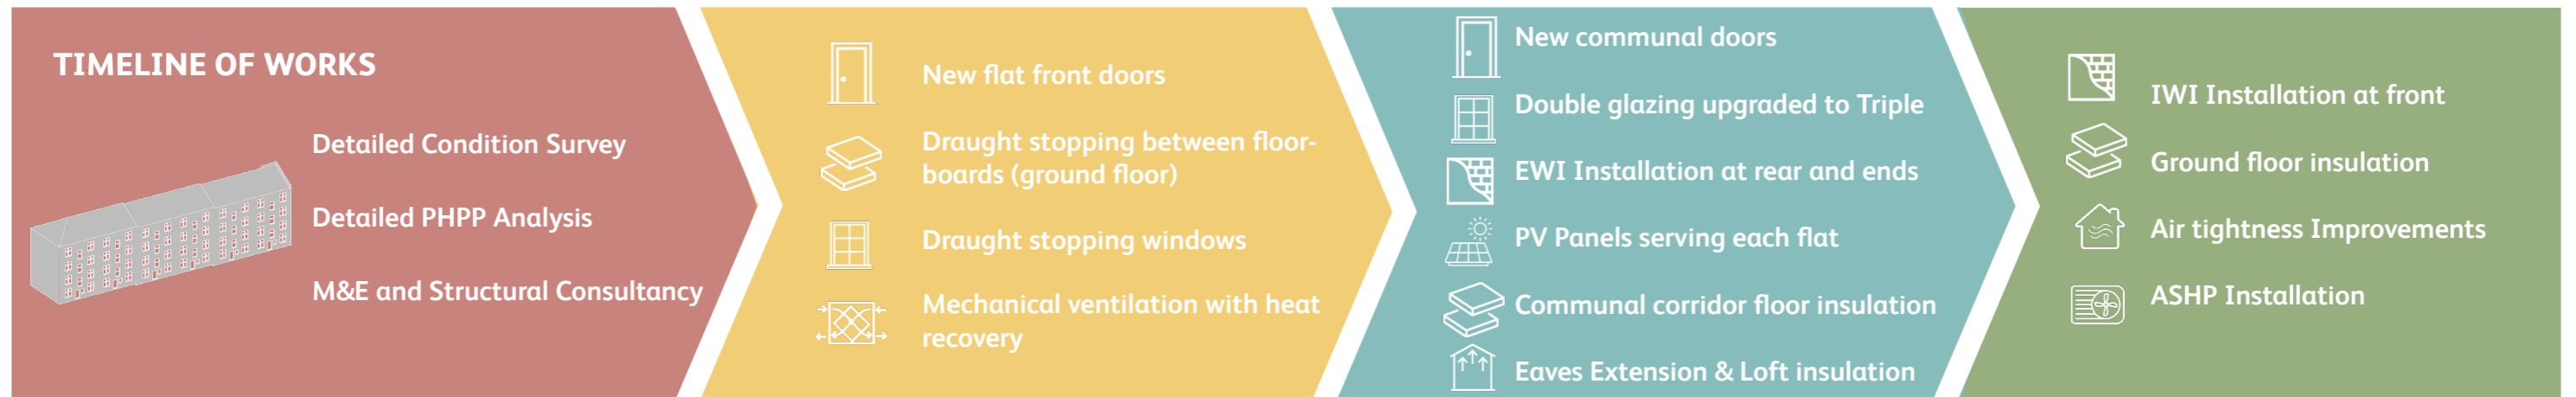 TIMELINE OF WORKS
Detailed Condition Survey
Detailed PHPP Analysis
M&E and Structural Consultancy
New flat front doors
Draught stopping between floor-
boards (ground floor)
Draught stopping windows
Mechanical ventilation with heat
recovery
New communal doors
Double glazing upgraded to Triple
EWI Installation at rear and ends
PV Panels serving each flat
Communal corridor floor insulation
Eaves Extension & Loft insulation
IWI Installation at front
Ground floor insulation
Air tightness Improvements
ASHP Installation